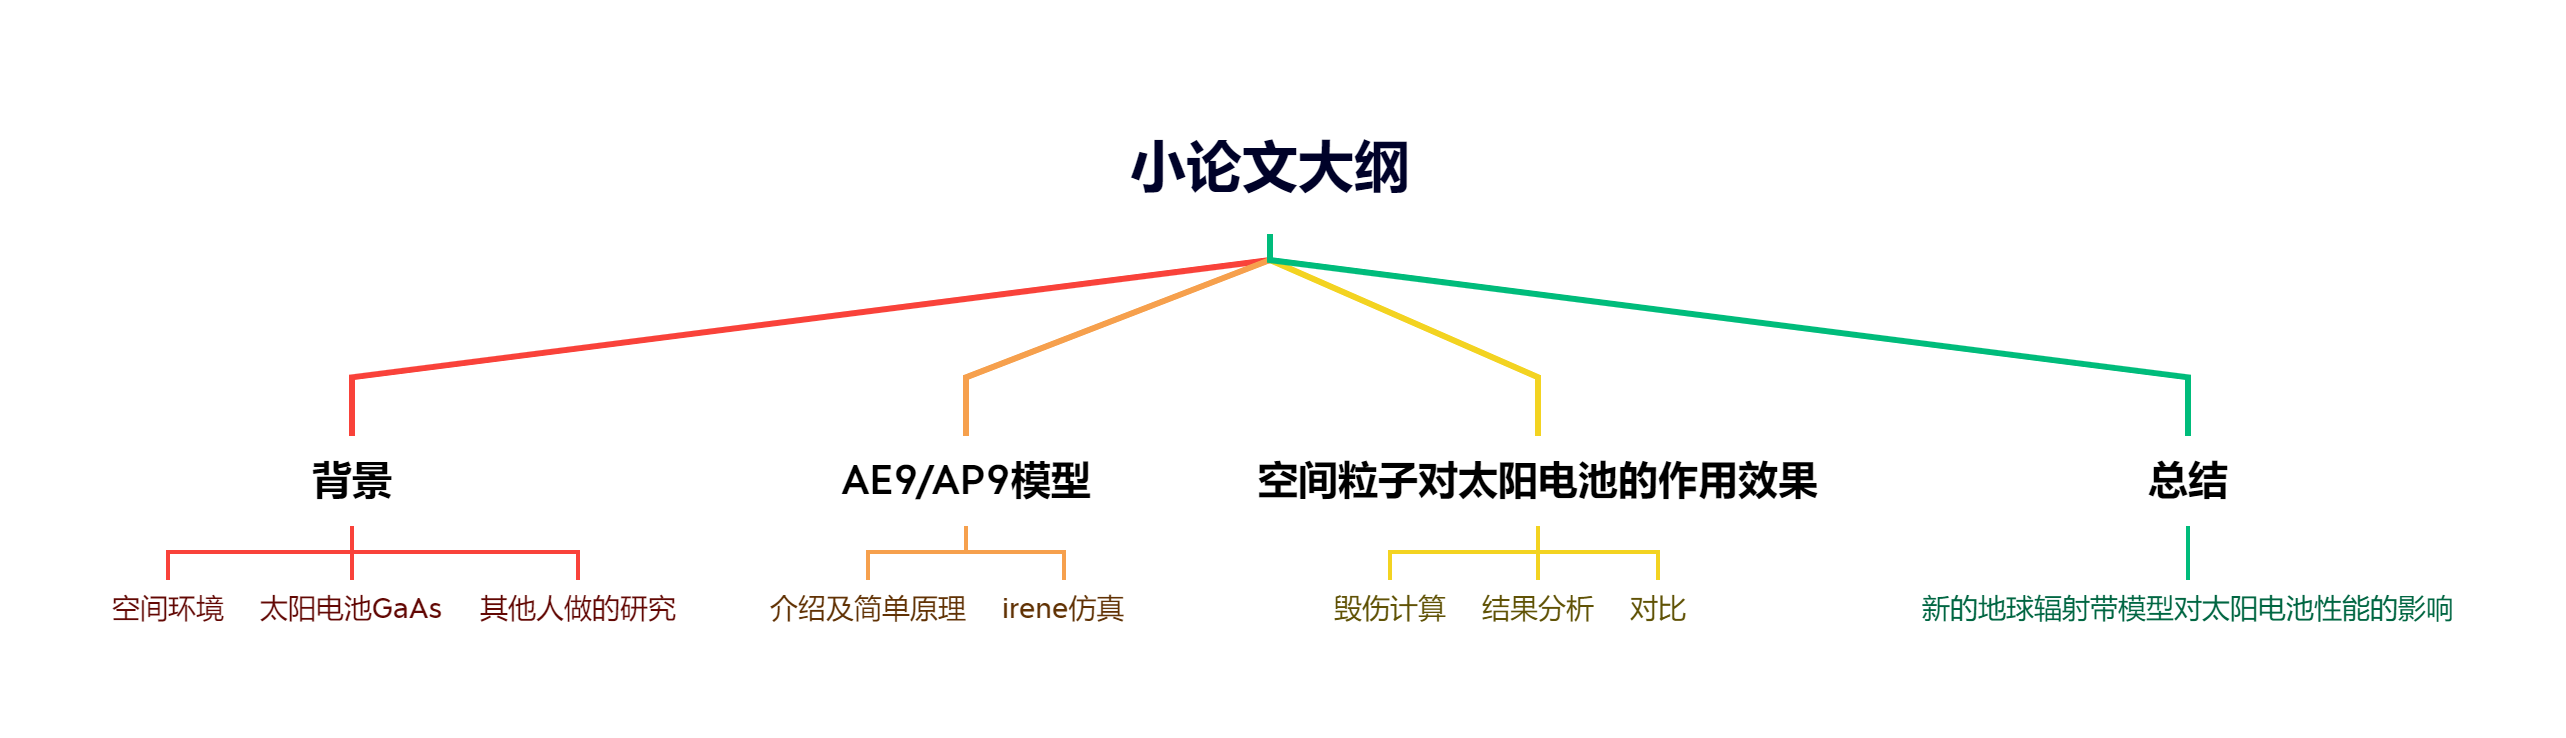 小论文大纲
背景
AE9/AP9模型
空间粒子对太阳电池的作用效果
总结
空间环境
太阳电池GaAs
其他人做的研究
介绍及简单原理
irene仿真
毁伤计算
结果分析
对比
新的地球辐射带模型对太阳电池性能的影响